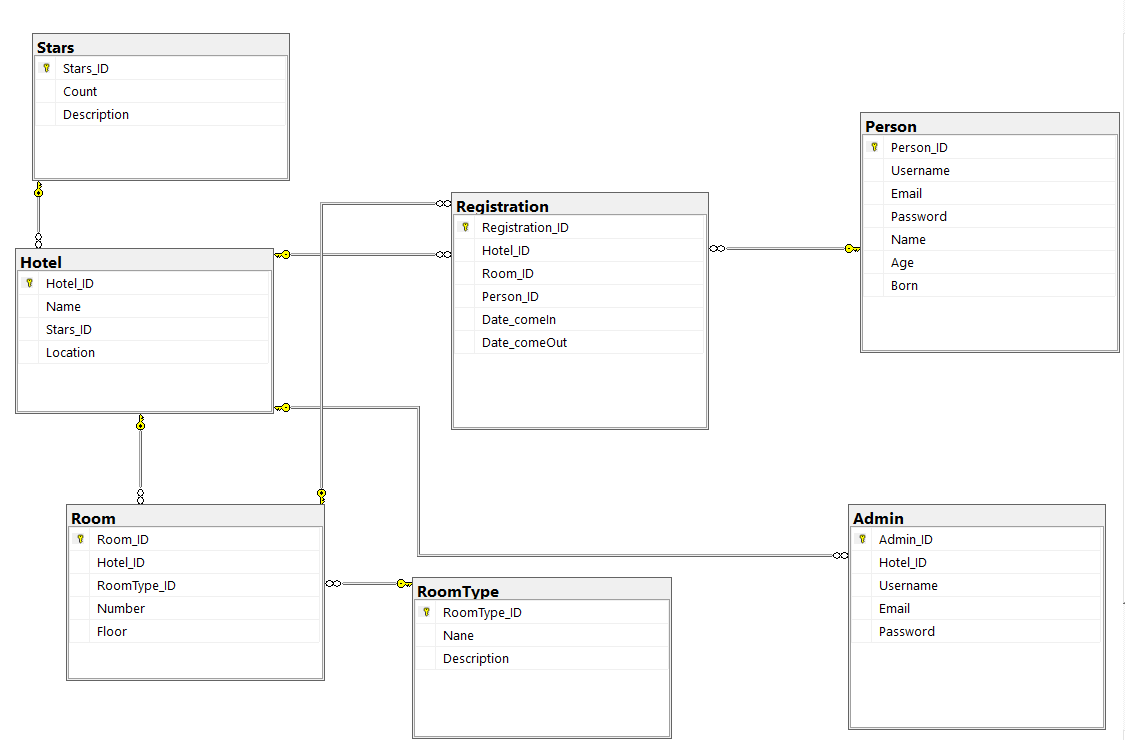 Stars
Stars_ID
Count
Description
Person
Person_ID
Username
Email
Password
Name
Age
Born
Registration
Registration_ID
Hotel_ID
Room_ID
Person_ID
Date_comeIn
Date_comeOut
Hotel
Hotel_ID
Name
Stars_ID
Location
Room
Room_ID
Hotel_ID
RoomType_ID
Number
Floor
RoomType
RoomType_ID
Nane
Description
Admin
Admin_ID
Hotel_ID
Username
Email
Password